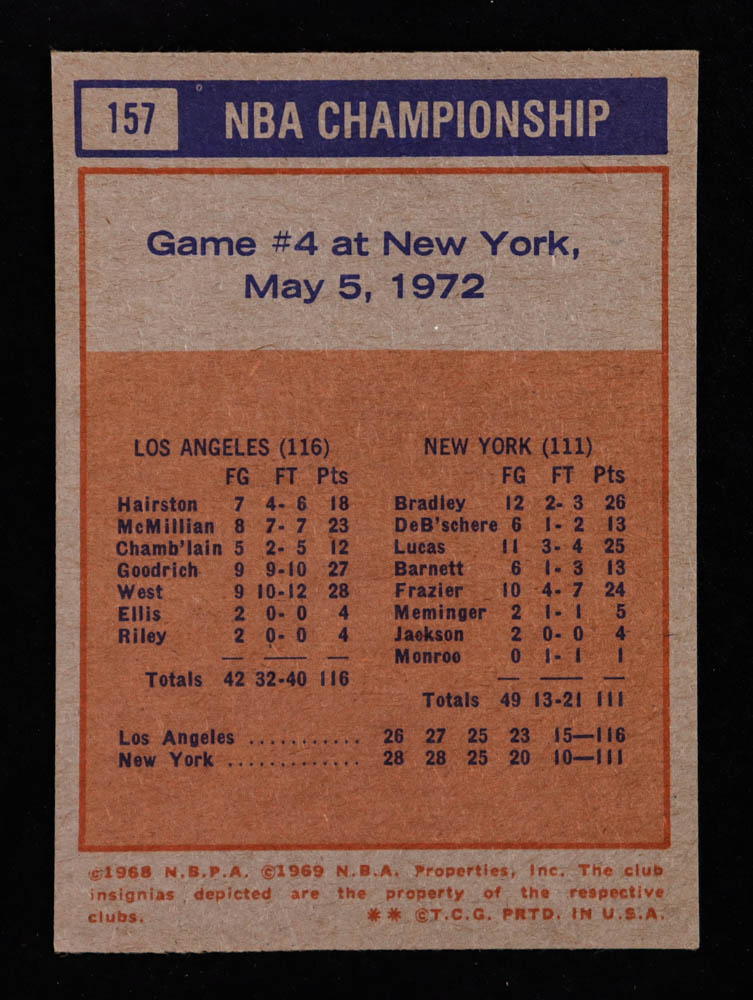 157 NBA CHAMPIONSHIP
Game #4 at New York,
May 5, 1972
LOS ANGELES (116)
FG FT Pts
Hairston 7 4- 6 18
McMillian 8 7- 7 23
Chamb'lain 5 2- 5 12
Goodrich 9 9-10 27
West 9 10-12 28
Ellis 2 0- 0 4
Riley 2 0- 0 4
Totals 42 32-40 116
NEW YORK (111)
FG FT Pts
Bradley 12 2- 3 26
DeB'schere 6 1- 2 13
Lucas 11 3- 4 25
Barnett 6 1- 3 13
Frazier 10 4- 7 24
Meminger 2 1- 1 5
Jackson 2 0- 0 4
Monroe 0 1- 1 1
Totals 49 13-21 111
Los Angeles ........... 26 27 25 23 15—116
New York ............. 28 28 25 20 10—111
©1968 N.B.P.A. ©1969 N.B.A. Properties, Inc. The club
insignias depicted are the property of the respective
clubs. ** ©T.C.G. PRTD. IN U.S.A.